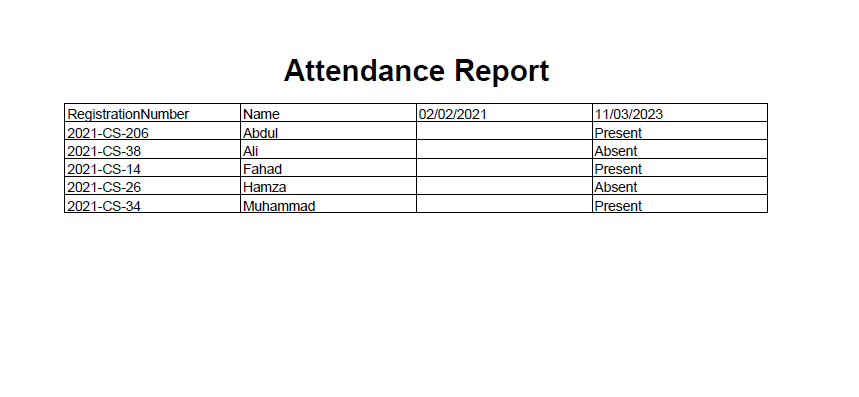 Attendance Report
RegistrationNumber Name 02/02/2021 11/03/2023
2021-CS-206 Abdul Present
2021-CS-38 Ali Absent
2021-CS-14 Fahad Present
2021-CS-26 Hamza Absent
2021-CS-34 Muhammad Present